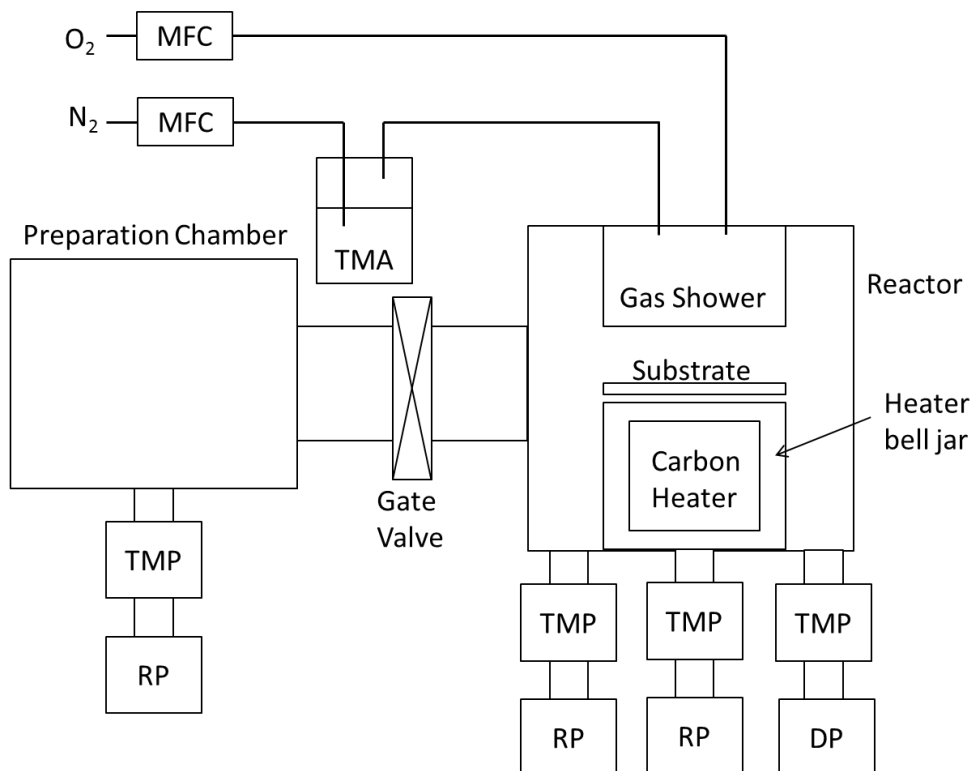 O₂
MFC
N₂
MFC
TMA
Preparation Chamber
Gas Shower
Reactor
Substrate
Heater
bell jar
Carbon
Heater
Gate
Valve
TMP
TMP
TMP
TMP
RP
RP
RP
DP